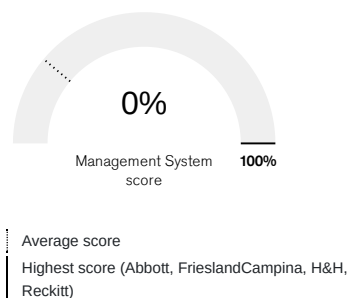 0%
Management System
score
100%
Average score
Highest score (Abbott, FrieslandCampina, H&H,
Reckitt)